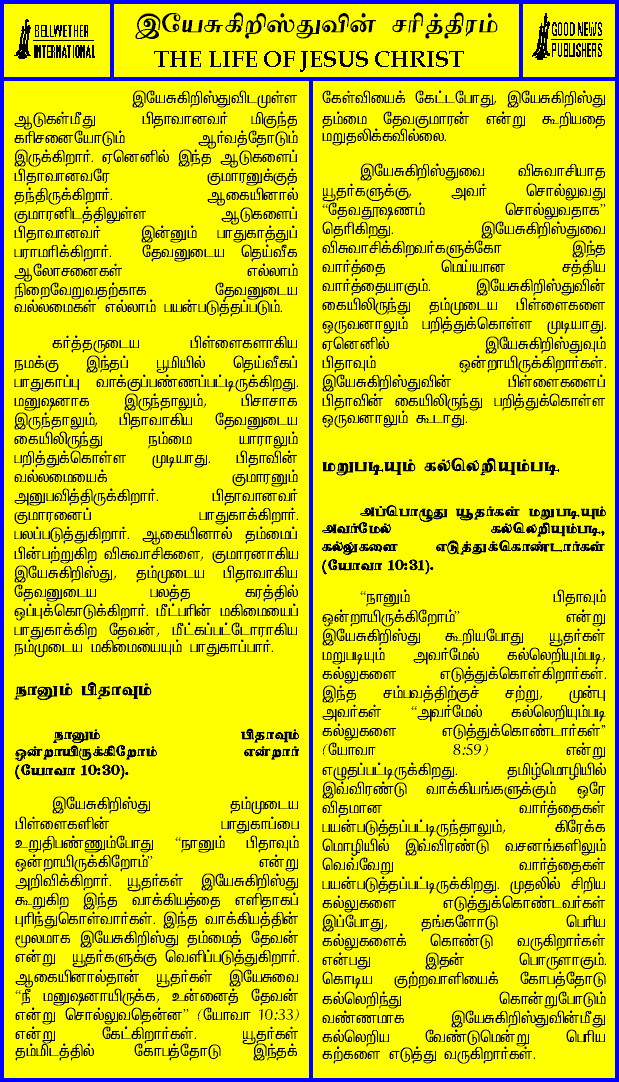 BELLWETHER
INTERNATIONAL
இயேசுகிறிஸ்துவின் சரித்திரம்
THE LIFE OF JESUS CHRIST
GOOD NEWS
PUBLISHERS
இயேசுகிறிஸ்துவிடமுள்ள
ஆடுகள்மீது பிதாவானவர் மிகுந்த
கரிசனையோடும் ஆர்வத்தோடும்
இருக்கிறார். ஏனெனில் இந்த ஆடுகளைப்
பிதாவானவரே குமாரனுக்குத்
தந்திருக்கிறார். ஆகையினால்
குமாரனிடத்திலுள்ள ஆடுகளைப்
பிதாவானவர் இன்னும் பாதுகாத்துப்
பராமரிக்கிறார். தேவனுடைய தெய்வீக
ஆலோசனைகள் எல்லாம்
நிறைவேறுவதற்காக தேவனுடைய
வல்லமைகள் எல்லாம் பயன்படுத்தப்படும்.
கர்த்தருடைய பிள்ளைகளாகிய
நமக்கு இந்தப் பூமியில் தெய்வீகப்
பாதுகாப்பு வாக்குப்பண்ணப்பட்டிருக்கிறது.
மனுஷனாக இருந்தாலும், பிசாசாக
இருந்தாலும், பிதாவாகிய தேவனுடைய
கையிலிருந்து நம்மை யாராலும்
பறித்துக்கொள்ள முடியாது. பிதாவின்
வல்லமையைக் குமாரனும்
அனுபவித்திருக்கிறார். பிதாவானவர்
குமாரனைப் பாதுகாக்கிறார்.
பலப்படுத்துகிறார். ஆகையினால் தம்மைப்
பின்பற்றுகிற விசுவாசிகளை, குமாரனாகிய
இயேசுகிறிஸ்து, தம்முடைய பிதாவாகிய
தேவனுடைய பலத்த கரத்தில்
ஒப்புக்கொடுக்கிறார். மீட்பரின் மகிமையைப்
பாதுகாக்கிற தேவன், மீட்கப்பட்டோராகிய
நம்முடைய மகிமையையும் பாதுகாப்பார்.
நானும் பிதாவும்
நானும் பிதாவும்
ஒன்றாயிருக்கிறோம் என்றார்
(யோவா 10:30).
இயேசுகிறிஸ்து தம்முடைய
பிள்ளைகளின் பாதுகாப்பை
உறுதிபண்ணும்போது “நானும் பிதாவும்
ஒன்றாயிருக்கிறோம்” என்று
அறிவிக்கிறார். யூதர்கள் இயேசுகிறிஸ்து
கூறுகிற இந்த வாக்கியத்தை எளிதாகப்
புரிந்துகொள்வார்கள். இந்த வாக்கியத்தின்
மூலமாக இயேசுகிறிஸ்து தம்மைத் தேவன்
என்று யூதர்களுக்கு வெளிப்படுத்துகிறார்.
ஆகையினால்தான் யூதர்கள் இயேசுவை
“நீ மனுஷனாயிருக்க, உன்னைத் தேவன்
என்று சொல்லுவதென்ன” (யோவா 10:33)
என்று கேட்கிறார்கள். யூதர்கள்
தம்மிடத்தில் கோபத்தோடு இந்தக்
கேள்வியைக் கேட்டபோது, இயேசுகிறிஸ்து
தம்மை தேவகுமாரன் என்று கூறியதை
மறுதலிக்கவில்லை.
இயேசுகிறிஸ்துவை விசுவாசியாத
யூதர்களுக்கு, அவர் சொல்லுவது
“தேவதூஷணம் சொல்லுவதாக”
தெரிகிறது. இயேசுகிறிஸ்துவை
விசுவாசிக்கிறவர்களுக்கோ இந்த
வார்த்தை மெய்யான சத்திய
வார்த்தையாகும். இயேசுகிறிஸ்துவின்
கையிலிருந்து தம்முடைய பிள்ளைகளை
ஒருவனாலும் பறித்துக்கொள்ள முடியாது.
ஏனெனில் இயேசுகிறிஸ்துவும்
பிதாவும் ஒன்றாயிருக்கிறார்கள்.
இயேசுகிறிஸ்துவின் பிள்ளைகளைப்
பிதாவின் கையிலிருந்து பறித்துக்கொள்ள
ஒருவனாலும் கூடாது.
மறுபடியும் கல்லெறியும்படி
அப்பொழுது யூதர்கள் மறுபடியும்
அவர்மேல் கல்லெறியும்படி,
கல்லுகளை எடுத்துக்கொண்டார்கள்
(யோவா 10:31).
“நானும் பிதாவும்
ஒன்றாயிருக்கிறோம்” என்று
இயேசுகிறிஸ்து கூறியபோது யூதர்கள்
மறுபடியும் அவர்மேல் கல்லெறியும்படி,
கல்லுகளை எடுத்துக்கொள்கிறார்கள்.
இந்த சம்பவத்திற்குச் சற்று, முன்பு
அவர்கள் “அவர்மேல் கல்லெறியும்படி
கல்லுகளை எடுத்துக்கொண்டார்கள்”
(யோவா 8:59) என்று
எழுதப்பட்டிருக்கிறது. தமிழ்மொழியில்
இவ்விரண்டு வாக்கியங்களுக்கும் ஒரே
விதமான வார்த்தைகள்
பயன்படுத்தப்பட்டிருந்தாலும், கிரேக்க
மொழியில் இவ்விரண்டு வசனங்களிலும்
வெவ்வேறு வார்த்தைகள்
பயன்படுத்தப்பட்டிருக்கிறது. முதலில் சிறிய
கல்லுகளை எடுத்துக்கொண்டவர்கள்
இப்போது, தங்களோடு பெரிய
கல்லுகளைக் கொண்டு வருகிறார்கள்
என்பது இதன் பொருளாகும்.
கொடிய குற்றவாளியைக் கோபத்தோடு
கல்லெறிந்து கொன்றுபோடும்
வண்ணமாக இயேசுகிறிஸ்துவின்மீது
கல்லெறிய வேண்டுமென்று பெரிய
கற்களை எடுத்து வருகிறார்கள்.